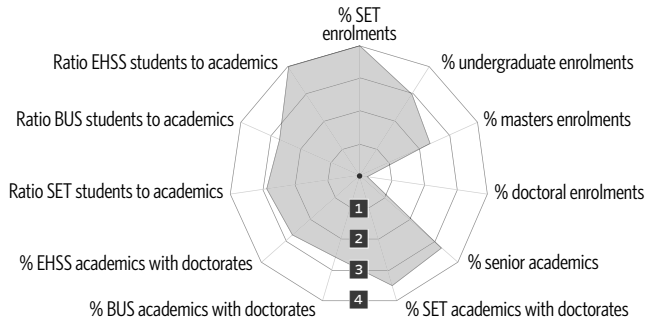 % SET
enrolments
Ratio EHSS students to academics
% undergraduate enrolments
Ratio BUS students to academics
% masters enrolments
Ratio SET students to academics
% doctoral enrolments
1
2
% EHSS academics with doctorates
% senior academics
3
4
% BUS academics with doctorates
% SET academics with doctorates